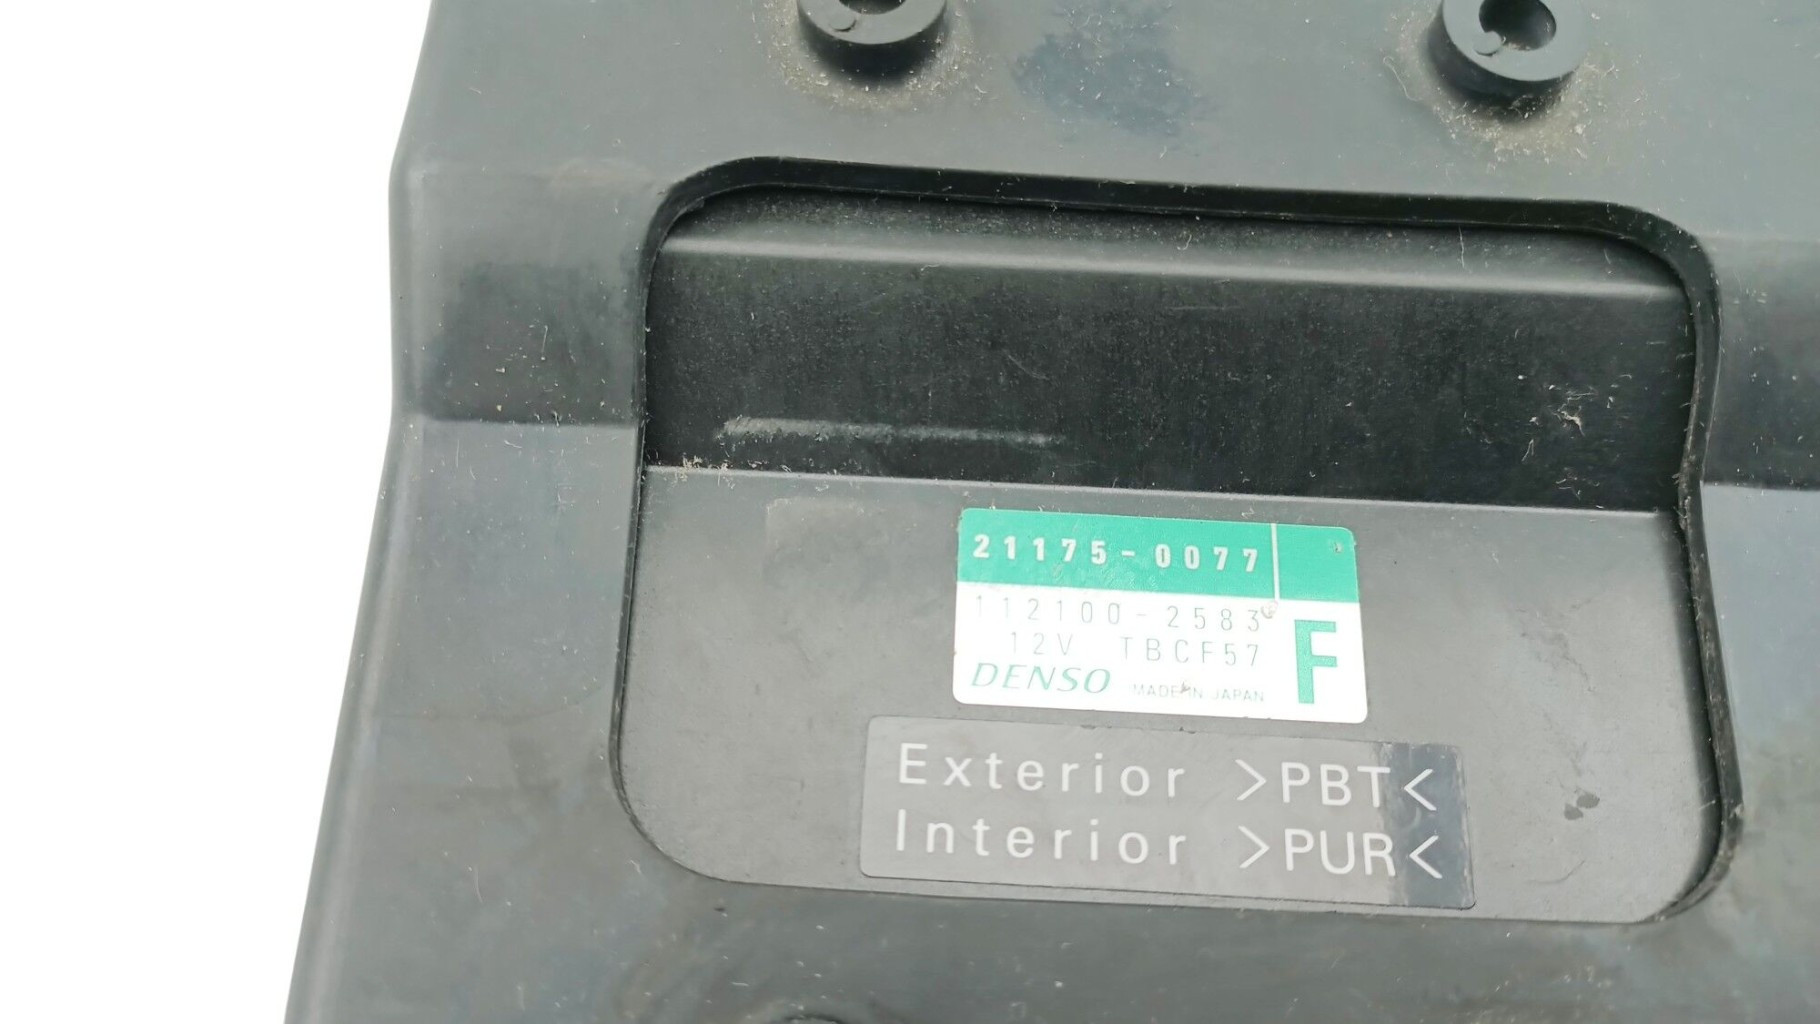 21175-0077
112100-2583
12V TBCF57
F
DENSO MADE IN JAPAN
Exterior >PBT<
Interior >PUR<